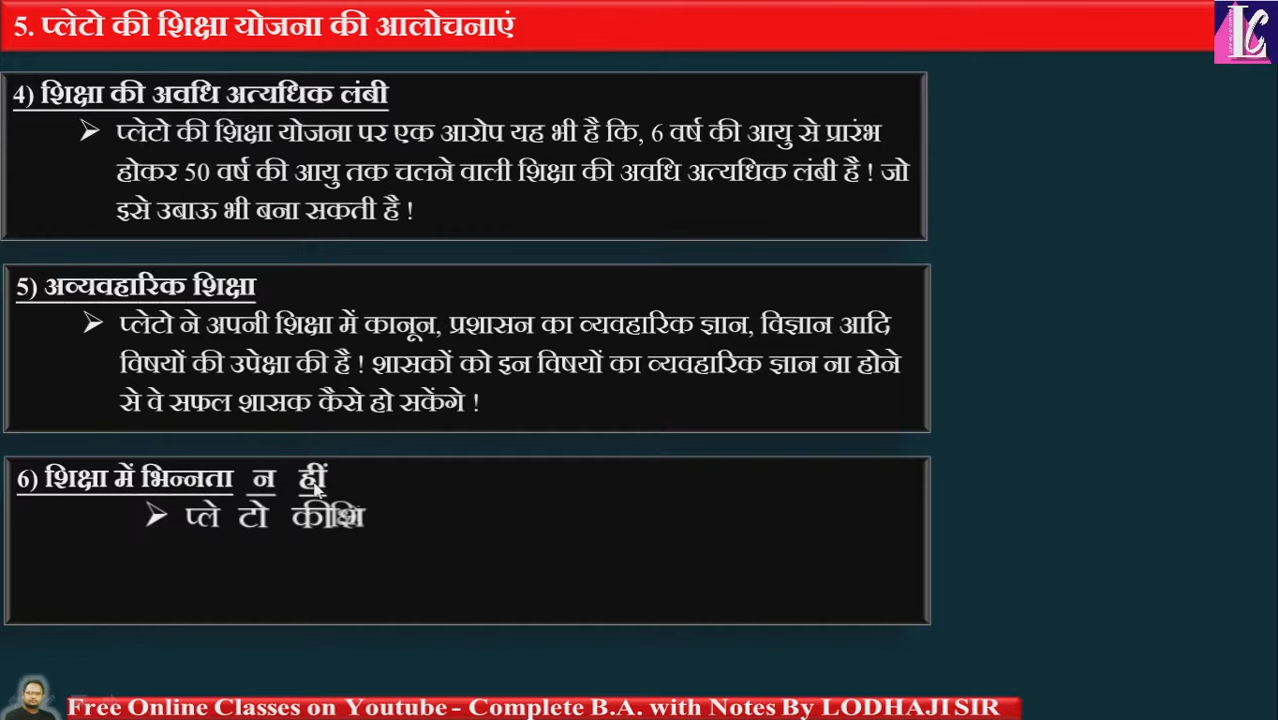 5. प्लेटो की शिक्षा योजना की आलोचनाएं
LC
4) शिक्षा की अवधि अत्यधिक लंबी
➢ प्लेटो की शिक्षा योजना पर एक आरोप यह भी है कि, 6 वर्ष की आयु से प्रारंभ
होकर 50 वर्ष की आयु तक चलने वाली शिक्षा की अवधि अत्यधिक लंबी है ! जो
इसे उबाऊ भी बना सकती है !
5) अव्यवहारिक शिक्षा
➢ प्लेटो ने अपनी शिक्षा में कानून, प्रशासन का व्यवहारिक ज्ञान, विज्ञान आदि
विषयों की उपेक्षा की है ! शासकों को इन विषयों का व्यवहारिक ज्ञान ना होने
से वे सफल शासक कैसे हो सकेंगे !
6) शिक्षा में भिन्नता न हीं
➢ प्ले टो की
Free Online Classes on Youtube - Complete B.A. with Notes By LODHAJI SIR